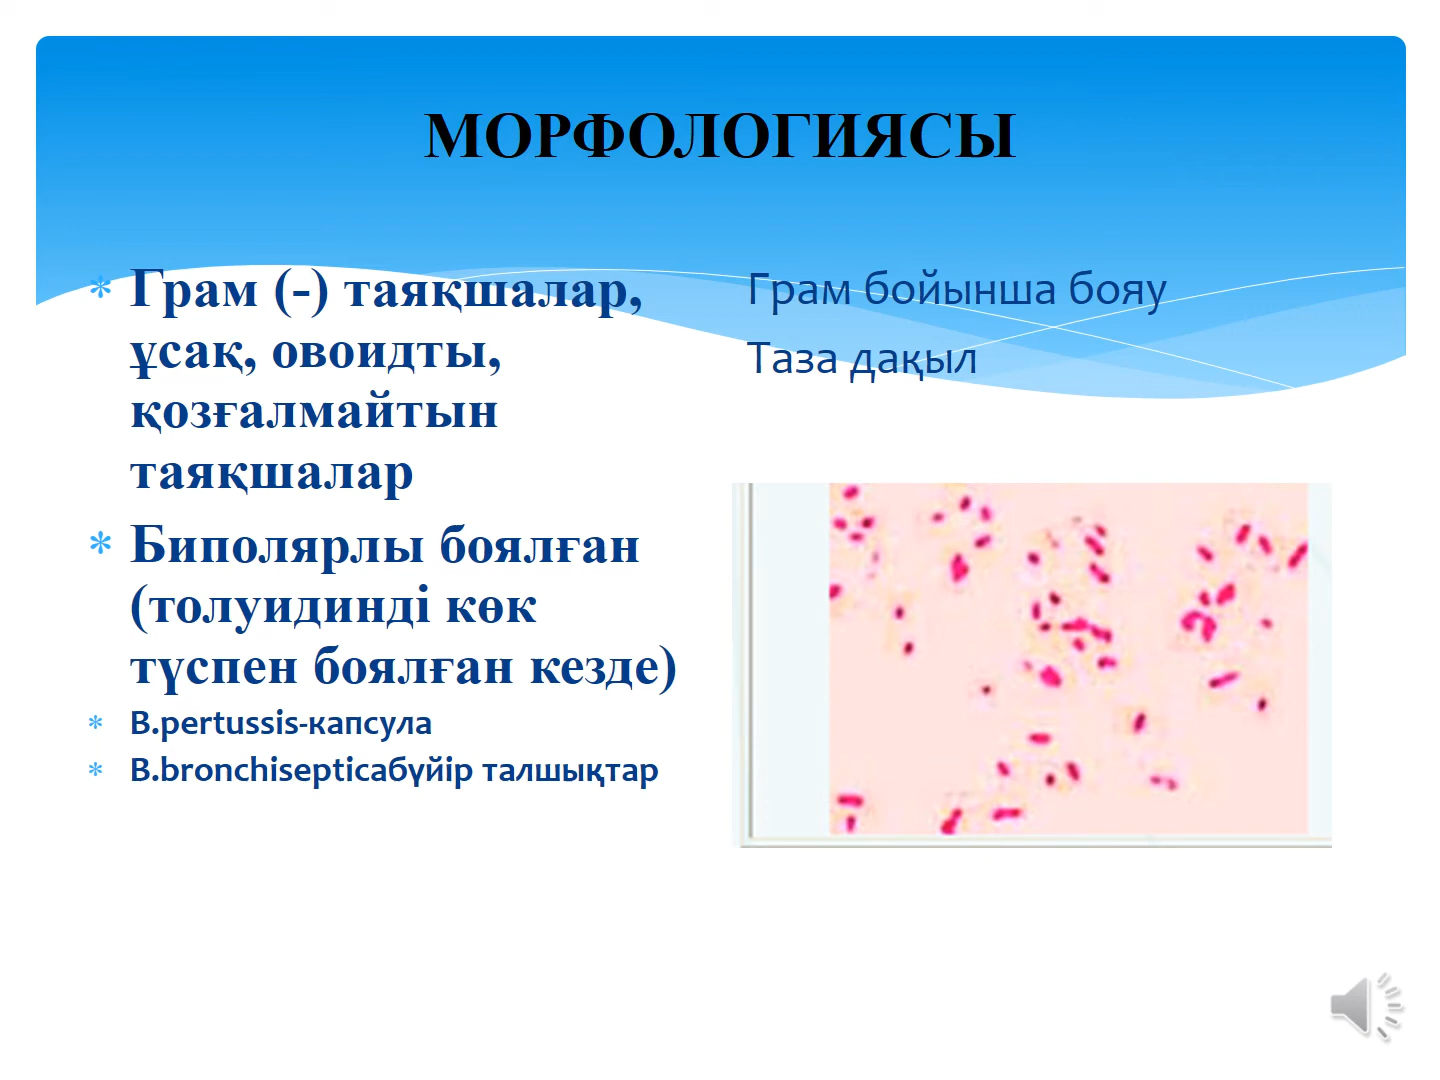 МОРФОЛОГИЯСЫ
Грам (-) таяқшалар,
ұсақ, овоидты,
қозғалмайтын
таяқшалар
Биполярлы боялған
(толуидинді көк
түспен боялған кезде)
B.pertussis-капсула
B.bronchisepticaбүйір талшықтар
Грам бойынша бояу
Таза дақыл